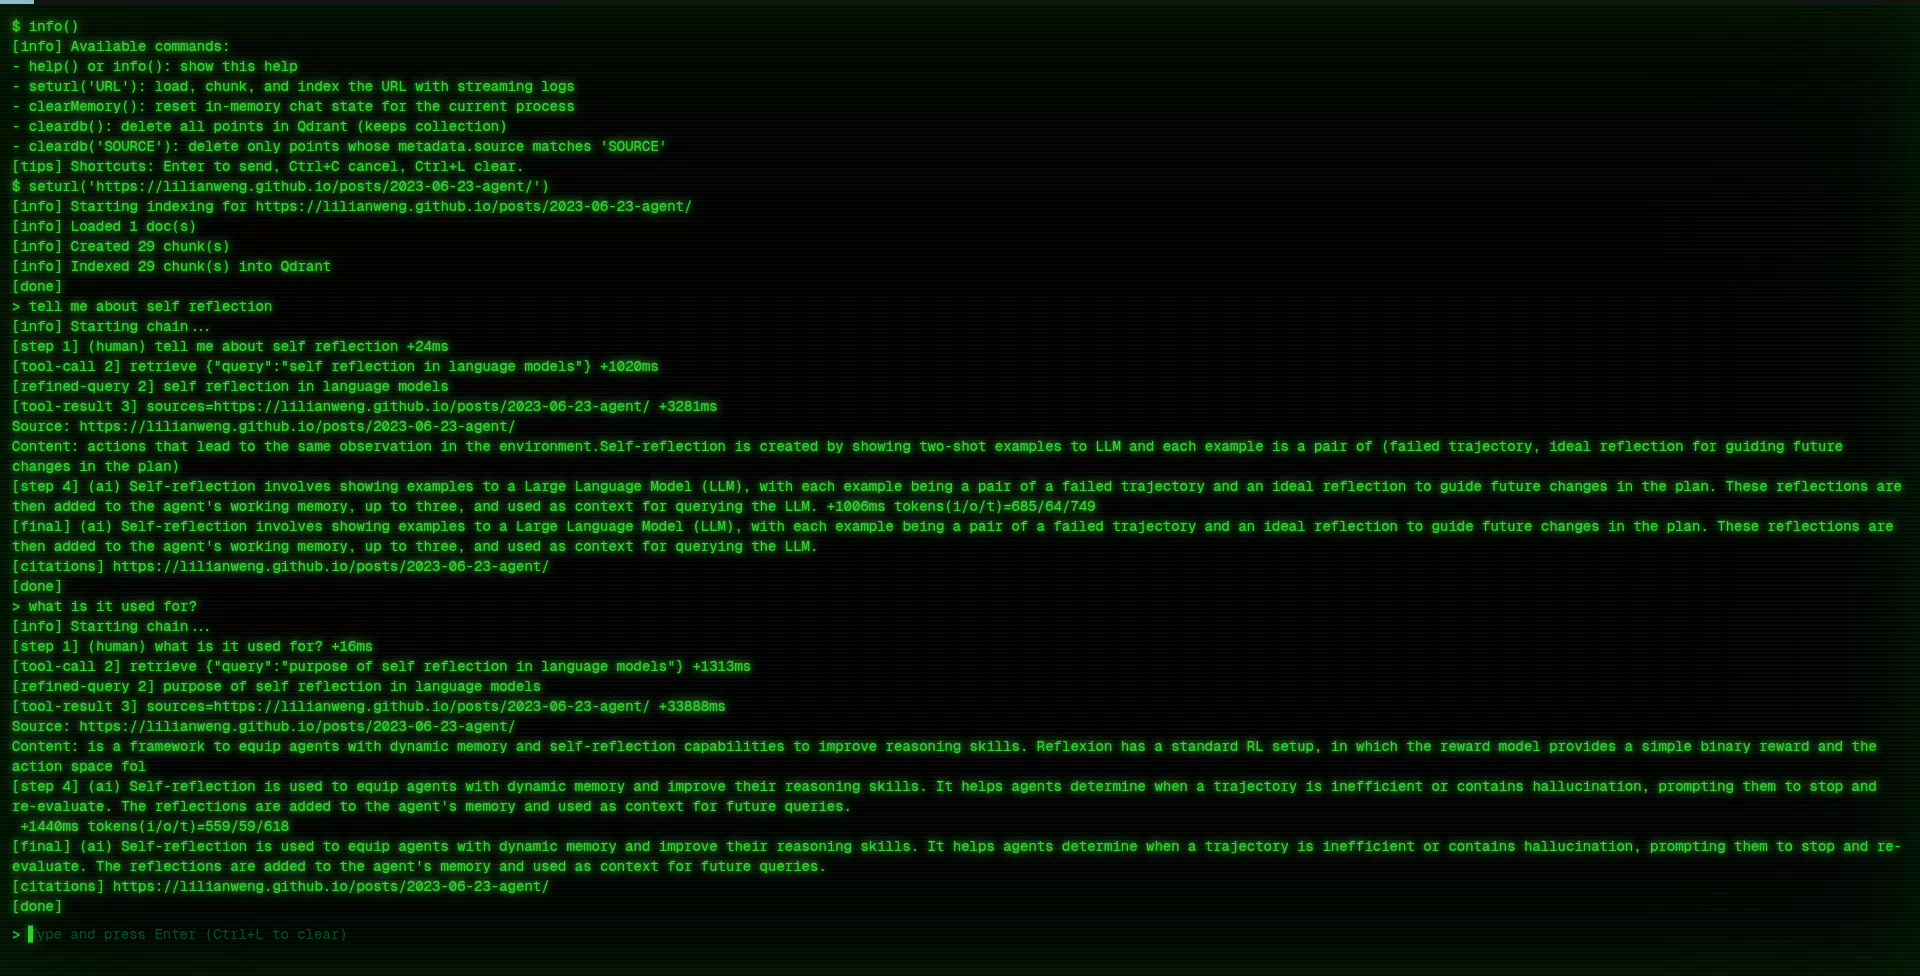 $ info()
[info] Available commands:
- help() or info(): show this help
- seturl('URL'): load, chunk, and index the URL with streaming logs
- clearMemory(): reset in-memory chat state for the current process
- cleardb(): delete all points in Qdrant (keeps collection)
- cleardb('SOURCE'): delete only points whose metadata.source matches 'SOURCE'
[tips] Shortcuts: Enter to send, Ctrl+C cancel, Ctrl+L clear.
$ seturl('https://lilianweng.github.io/posts/2023-06-23-agent/')
[info] Starting indexing for https://lilianweng.github.io/posts/2023-06-23-agent/
[info] Loaded 1 doc(s)
[info] Created 29 chunk(s)
[info] Indexed 29 chunk(s) into Qdrant
[done]
> tell me about self reflection
[info] Starting chain...
[step 1] (human) tell me about self reflection +24ms
[tool-call 2] retrieve {"query":"self reflection in language models"} +1020ms
[refined-query 2] self reflection in language models
[tool-result 3] sources=https://lilianweng.github.io/posts/2023-06-23-agent/ +3281ms
Source: https://lilianweng.github.io/posts/2023-06-23-agent/
Content: actions that lead to the same observation in the environment.Self-reflection is created by showing two-shot examples to LLM and each example is a pair of (failed trajectory, ideal reflection for guiding future
changes in the plan)
[step 4] (ai) Self-reflection involves showing examples to a Large Language Model (LLM), with each example being a pair of a failed trajectory and an ideal reflection to guide future changes in the plan. These reflections are
then added to the agent's working memory, up to three, and used as context for querying the LLM. +1006ms tokens(i/o/t)=685/64/749
[final] (ai) Self-reflection involves showing examples to a Large Language Model (LLM), with each example being a pair of a failed trajectory and an ideal reflection to guide future changes in the plan. These reflections are
then added to the agent's working memory, up to three, and used as context for querying the LLM.
[citations] https://lilianweng.github.io/posts/2023-06-23-agent/
[done]
> what is it used for?
[info] Starting chain...
[step 1] (human) what is it used for? +16ms
[tool-call 2] retrieve {"query":"purpose of self reflection in language models"} +1313ms
[refined-query 2] purpose of self reflection in language models
[tool-result 3] sources=https://lilianweng.github.io/posts/2023-06-23-agent/ +33888ms
Source: https://lilianweng.github.io/posts/2023-06-23-agent/
Content: is a framework to equip agents with dynamic memory and self-reflection capabilities to improve reasoning skills. Reflexion has a standard RL setup, in which the reward model provides a simple binary reward and the
action space fol
[step 4] (ai) Self-reflection is used to equip agents with dynamic memory and improve their reasoning skills. It helps agents determine when a trajectory is inefficient or contains hallucination, prompting them to stop and
re-evaluate. The reflections are added to the agent's memory and used as context for future queries.
+1440ms tokens(i/o/t)=559/59/618
[final] (ai) Self-reflection is used to equip agents with dynamic memory and improve their reasoning skills. It helps agents determine when a trajectory is inefficient or contains hallucination, prompting them to stop and re-
evaluate. The reflections are added to the agent's memory and used as context for future queries.
[citations] https://lilianweng.github.io/posts/2023-06-23-agent/
[done]
> ype and press Enter (Ctrl+L to clear)